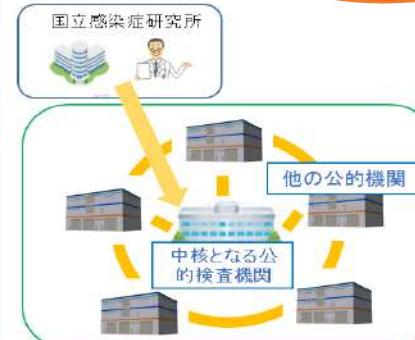 国立感染症研究所
他の公的機関
中核となる公
的検査機関